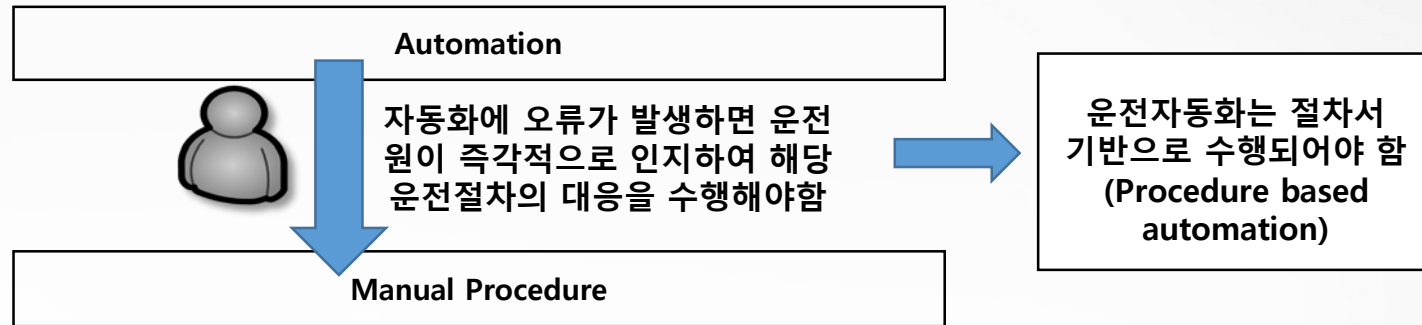 Automation
자동화에 오류가 발생하면 운전
원이 즉각적으로 인지하여 해당
운전절차의 대응을 수행해야함
운전자동화는 절차서
기반으로 수행되어야 함
(Procedure based
automation)
Manual Procedure